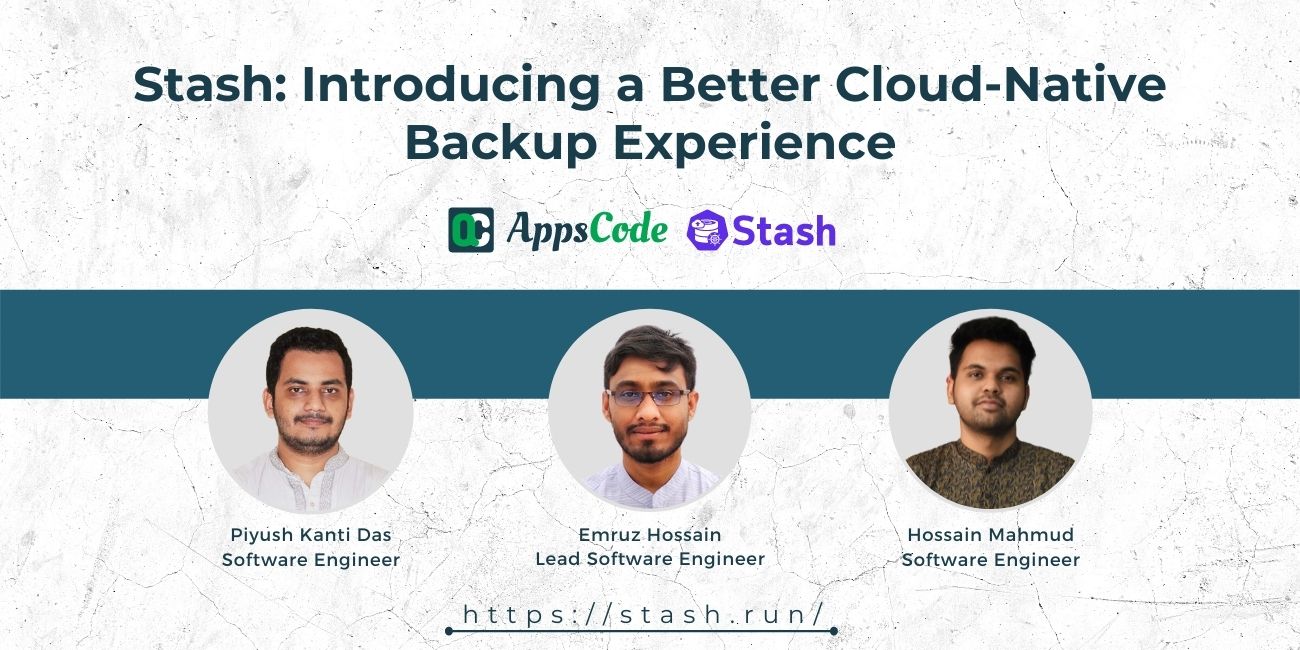 Stash: Introducing a Better Cloud-Native
Backup Experience
AppsCode Stash
Piyush Kanti Das
Software Engineer
Emruz Hossain
Lead Software Engineer
Hossain Mahmud
Software Engineer
https://stash.run/